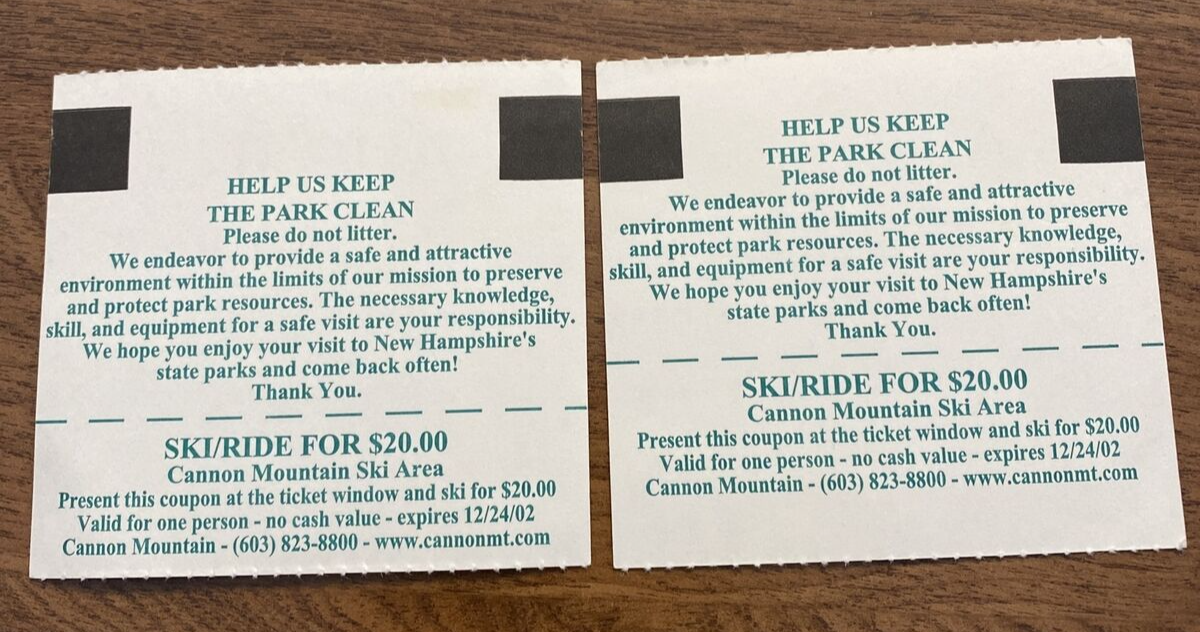 HELP US KEEP
THE PARK CLEAN
Please do not litter.
We endeavor to provide a safe and attractive
environment within the limits of our mission to preserve
and protect park resources. The necessary knowledge,
skill, and equipment for a safe visit are your responsibility.
We hope you enjoy your visit to New Hampshire's
state parks and come back often!
Thank You.
SKI/RIDE FOR $20.00
Cannon Mountain Ski Area
Present this coupon at the ticket window and ski for $20.00
Valid for one person - no cash value - expires 12/24/02
Cannon Mountain - (603) 823-8800 - www.cannonmt.com
HELP US KEEP
THE PARK CLEAN
Please do not litter.
We endeavor to provide a safe and attractive
environment within the limits of our mission to preserve
and protect park resources. The necessary knowledge,
skill, and equipment for a safe visit are your responsibility.
We hope you enjoy your visit to New Hampshire's
state parks and come back often!
Thank You.
SKI/RIDE FOR $20.00
Cannon Mountain Ski Area
Present this coupon at the ticket window and ski for $20.00
Valid for one person - no cash value - expires 12/24/02
Cannon Mountain - (603) 823-8800 - www.cannonmt.com